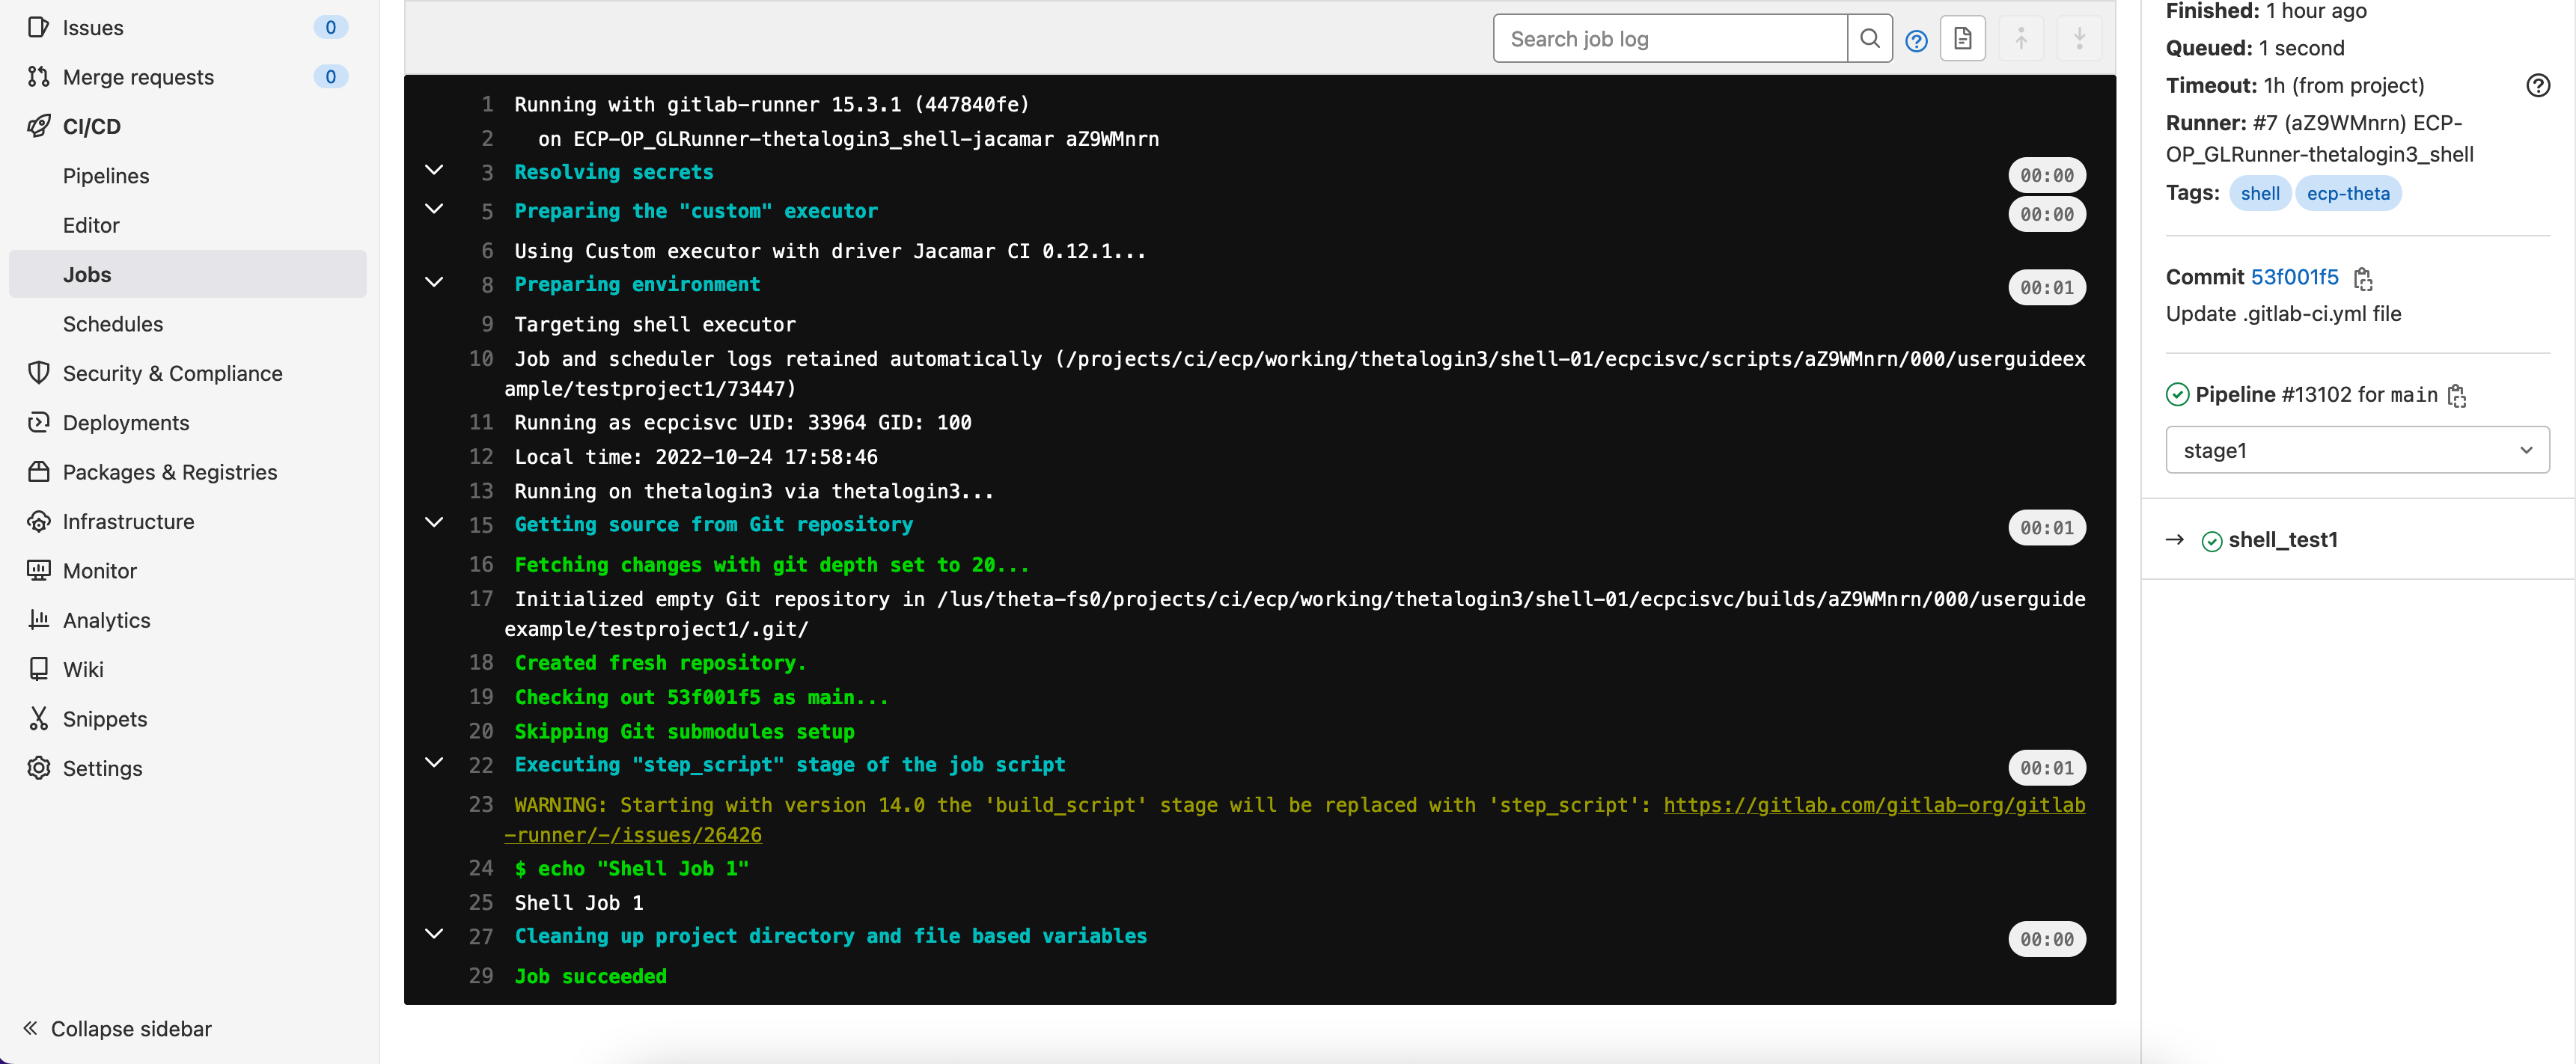 Issues 0
Merge requests 0
CI/CD
Pipelines
Editor
Jobs
Schedules
Security & Compliance
Deployments
Packages & Registries
Infrastructure
Monitor
Analytics
Wiki
Snippets
Settings
Collapse sidebar
Search job log
1 Running with gitlab-runner 15.3.1 (447840fe)
2 on ECP-OP_GLRunner-thetalogin3_shell-jacamar aZ9WMnrn
3 Resolving secrets 00:00
5 Preparing the "custom" executor 00:00
6 Using Custom executor with driver Jacamar CI 0.12.1...
8 Preparing environment 00:01
9 Targeting shell executor
10 Job and scheduler logs retained automatically (/projects/ci/ecp/working/thetalogin3/shell-01/ecpcisvc/scripts/aZ9WMnrn/000/userguideex
ample/testproject1/73447)
11 Running as ecpcisvc UID: 33964 GID: 100
12 Local time: 2022-10-24 17:58:46
13 Running on thetalogin3 via thetalogin3...
15 Getting source from Git repository 00:01
16 Fetching changes with git depth set to 20...
17 Initialized empty Git repository in /lus/theta-fs0/projects/ci/ecp/working/thetalogin3/shell-01/ecpcisvc/builds/aZ9WMnrn/000/userguide
example/testproject1/.git/
18 Created fresh repository.
19 Checking out 53f001f5 as main...
20 Skipping Git submodules setup
22 Executing "step_script" stage of the job script 00:01
23 WARNING: Starting with version 14.0 the 'build_script' stage will be replaced with 'step_script': https://gitlab.com/gitlab-org/gitlab
-runner/-/issues/26426
24 $ echo "Shell Job 1"
25 Shell Job 1
27 Cleaning up project directory and file based variables 00:00
29 Job succeeded
Finished: 1 hour ago
Queued: 1 second
Timeout: 1h (from project)
Runner: #7 (aZ9WMnrn) ECP-
OP_GLRunner-thetalogin3_shell
Tags: shell ecp-theta
Commit 53f001f5
Update .gitlab-ci.yml file
Pipeline #13102 for main
stage1
→ shell_test1